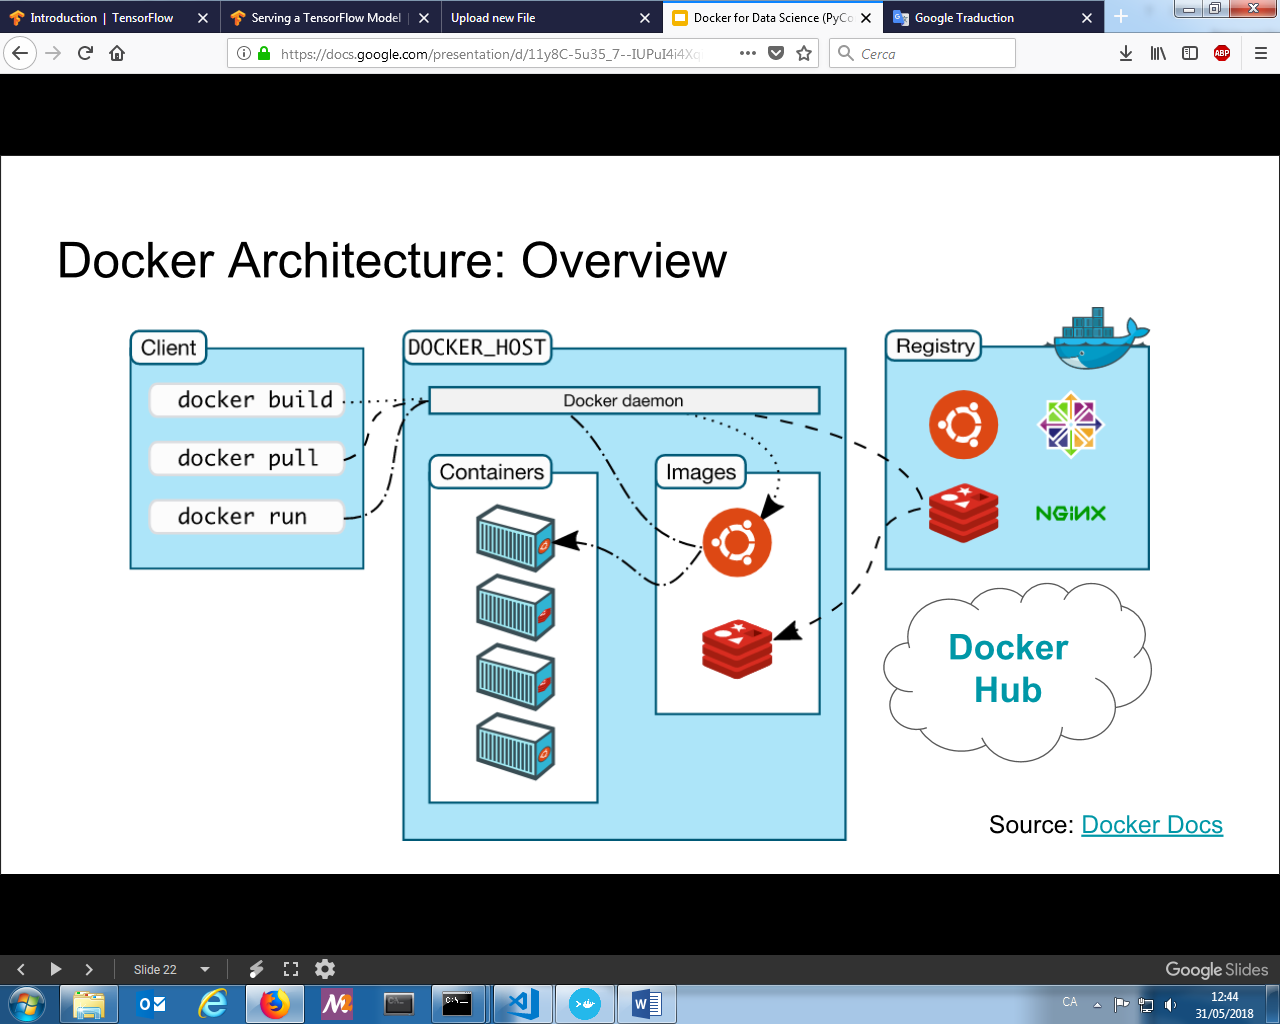 Introduction | TensorFlow
Serving a TensorFlow Model
Upload new File
Docker for Data Science (PyCo
Google Traduction
https://docs.google.com/presentation/d/11y8C-5u35_7--IUPuI4i4Xq
Cerca
ABP
Docker Architecture: Overview
Client
docker build
docker pull
docker run
DOCKER_HOST
Docker daemon
Containers
Images
Registry
NGINX
Docker
Hub
Source: Docker Docs
Slide 22
Google Slides
CA
12:44
31/05/2018